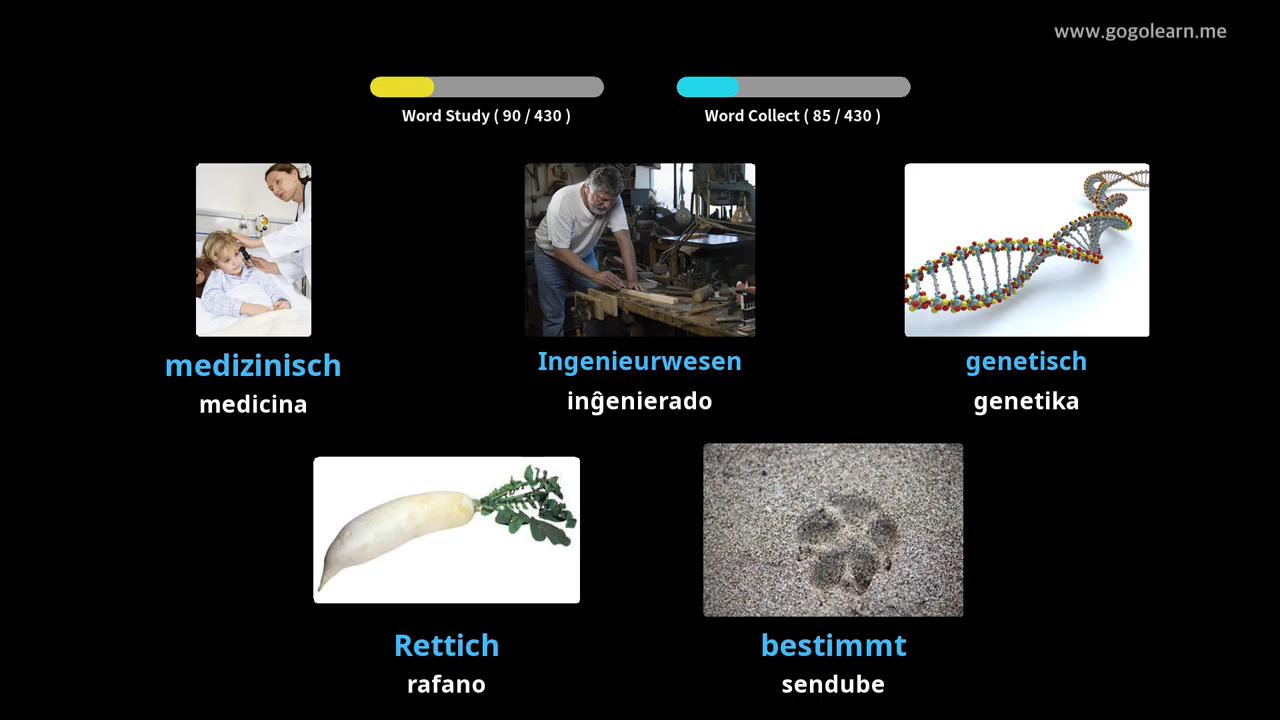 www.gogolearn.me
Word Study ( 90 / 430 )
Word Collect ( 85 / 430 )
medizinisch
medicina
Ingenieurwesen
inĝenierado
genetisch
genetika
Rettich
rafano
bestimmt
sendube